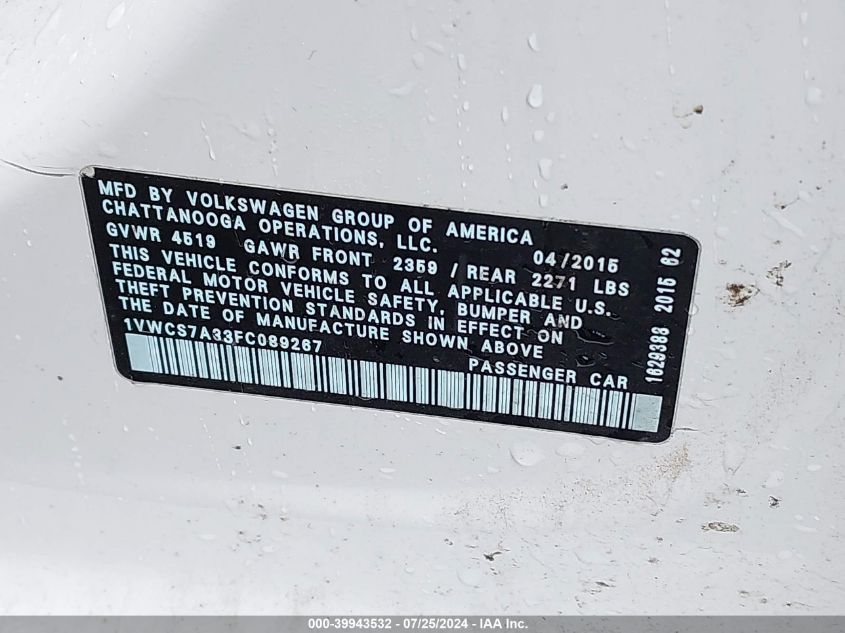 MFD BY VOLKSWAGEN GROUP OF AMERICA
CHATTANOOGA OPERATIONS, LLC. 04/2015
GVWR 4519 GAWR FRONT 2359 / REAR 2271 LBS
THIS VEHICLE CONFORMS TO ALL APPLICABLE U.S.
FEDERAL MOTOR VEHICLE SAFETY, BUMPER AND
THEFT PREVENTION STANDARDS IN EFFECT ON
THE DATE OF MANUFACTURE SHOWN ABOVE
1VWCS7A33FC089267 PASSENGER CAR
1629388 2015 62
000-39943532 / 07/25/2024 - IAA Inc.